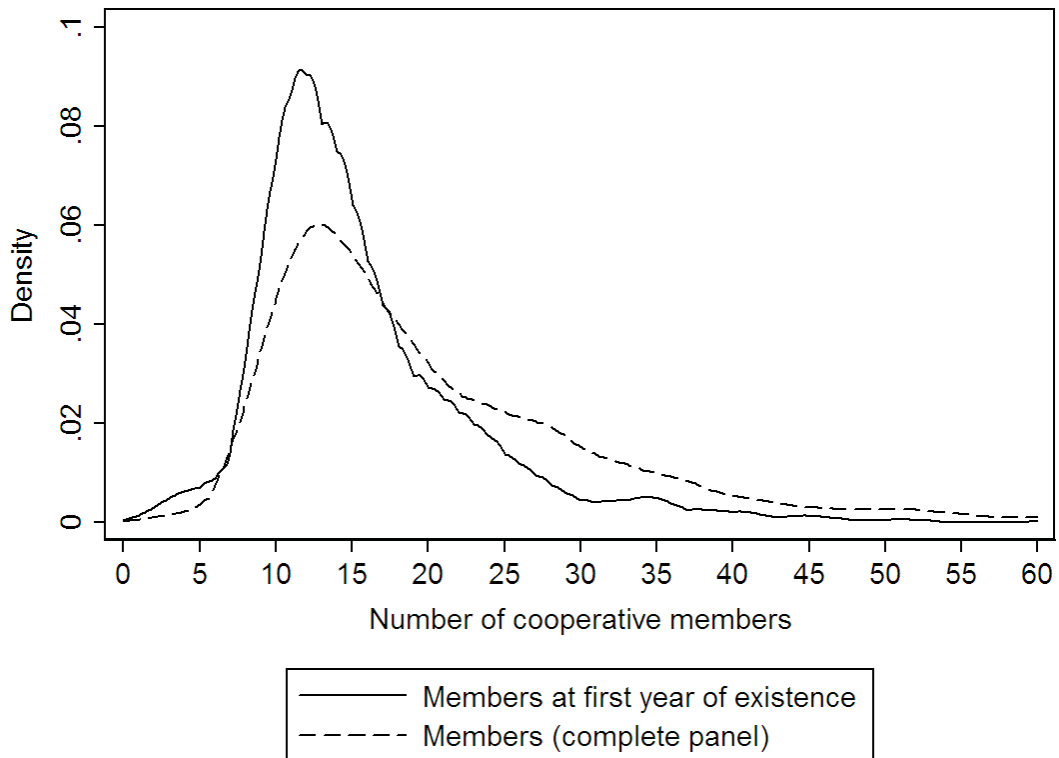 .1
.08
.06
.04
.02
0
Density
0 5 10 15 20 25 30 35 40 45 50 55 60
Number of cooperative members
Members at first year of existence
Members (complete panel)